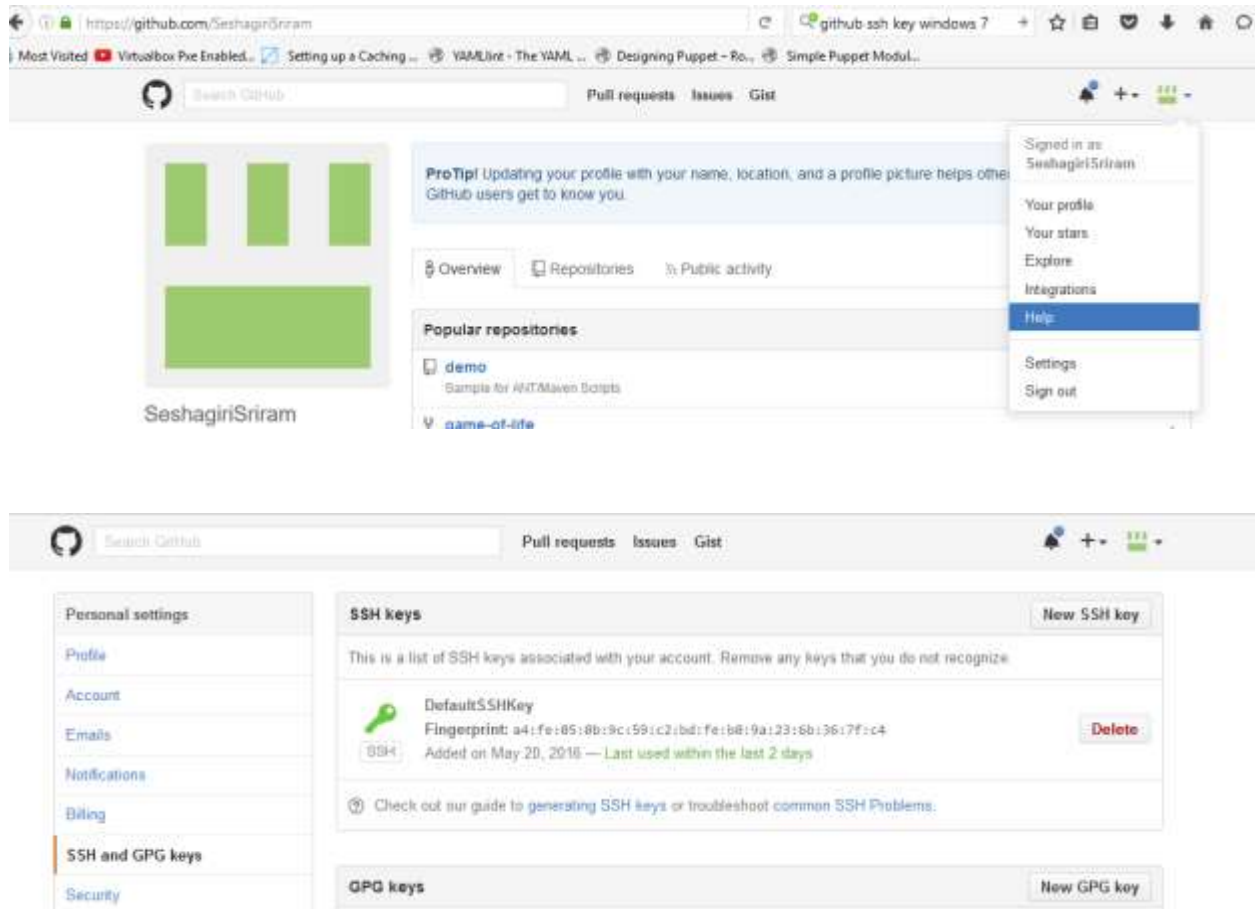 https://github.com/SeshagiriSriram
github ssh key windows 7
Most Visited Virtualbox Pxe Enabled... Setting up a Caching ... YAMLlint - The YAML ... Designing Puppet – Ro... Simple Puppet Modul...
Search GitHub Pull requests Issues Gist
Signed in as
SeshagiriSriram
Your profile
Your stars
Explore
Integrations
Help
Settings
Sign out
ProTip! Updating your profile with your name, location, and a profile picture helps othe
GitHub users get to know you.
Overview Repositories Public activity
Popular repositories
demo
Sample for ANT/Maven Scripts
game-of-life
SeshagiriSriram
Search GitHub Pull requests Issues Gist
Personal settings
Profile
Account
Emails
Notifications
Billing
SSH and GPG keys
Security
SSH keys New SSH key
This is a list of SSH keys associated with your account. Remove any keys that you do not recognize.
DefaultSSHKey
Fingerprint: a4:fe:05:8b:9c:59:c2:bd:fe:b8:9a:23:6b:36:7f:c4
SSH
Added on May 20, 2016 — Last used within the last 2 days
Delete
Check out our guide to generating SSH keys or troubleshoot common SSH Problems.
GPG keys New GPG key